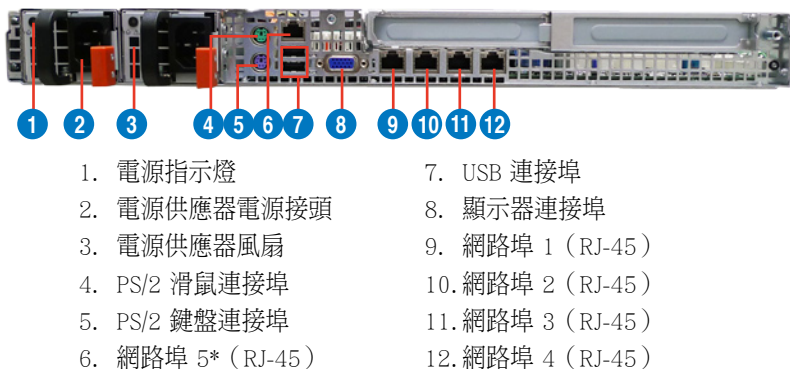 1 2 3 4 5 6 7 8 9 10 11 12
1. 電源指示燈
2. 電源供應器電源接頭
3. 電源供應器風扇
4. PS/2 滑鼠連接埠
5. PS/2 鍵盤連接埠
6. 網路埠 5*（RJ-45）
7. USB 連接埠
8. 顯示器連接埠
9. 網路埠 1（RJ-45）
10.網路埠 2（RJ-45）
11.網路埠 3（RJ-45）
12.網路埠 4（RJ-45）